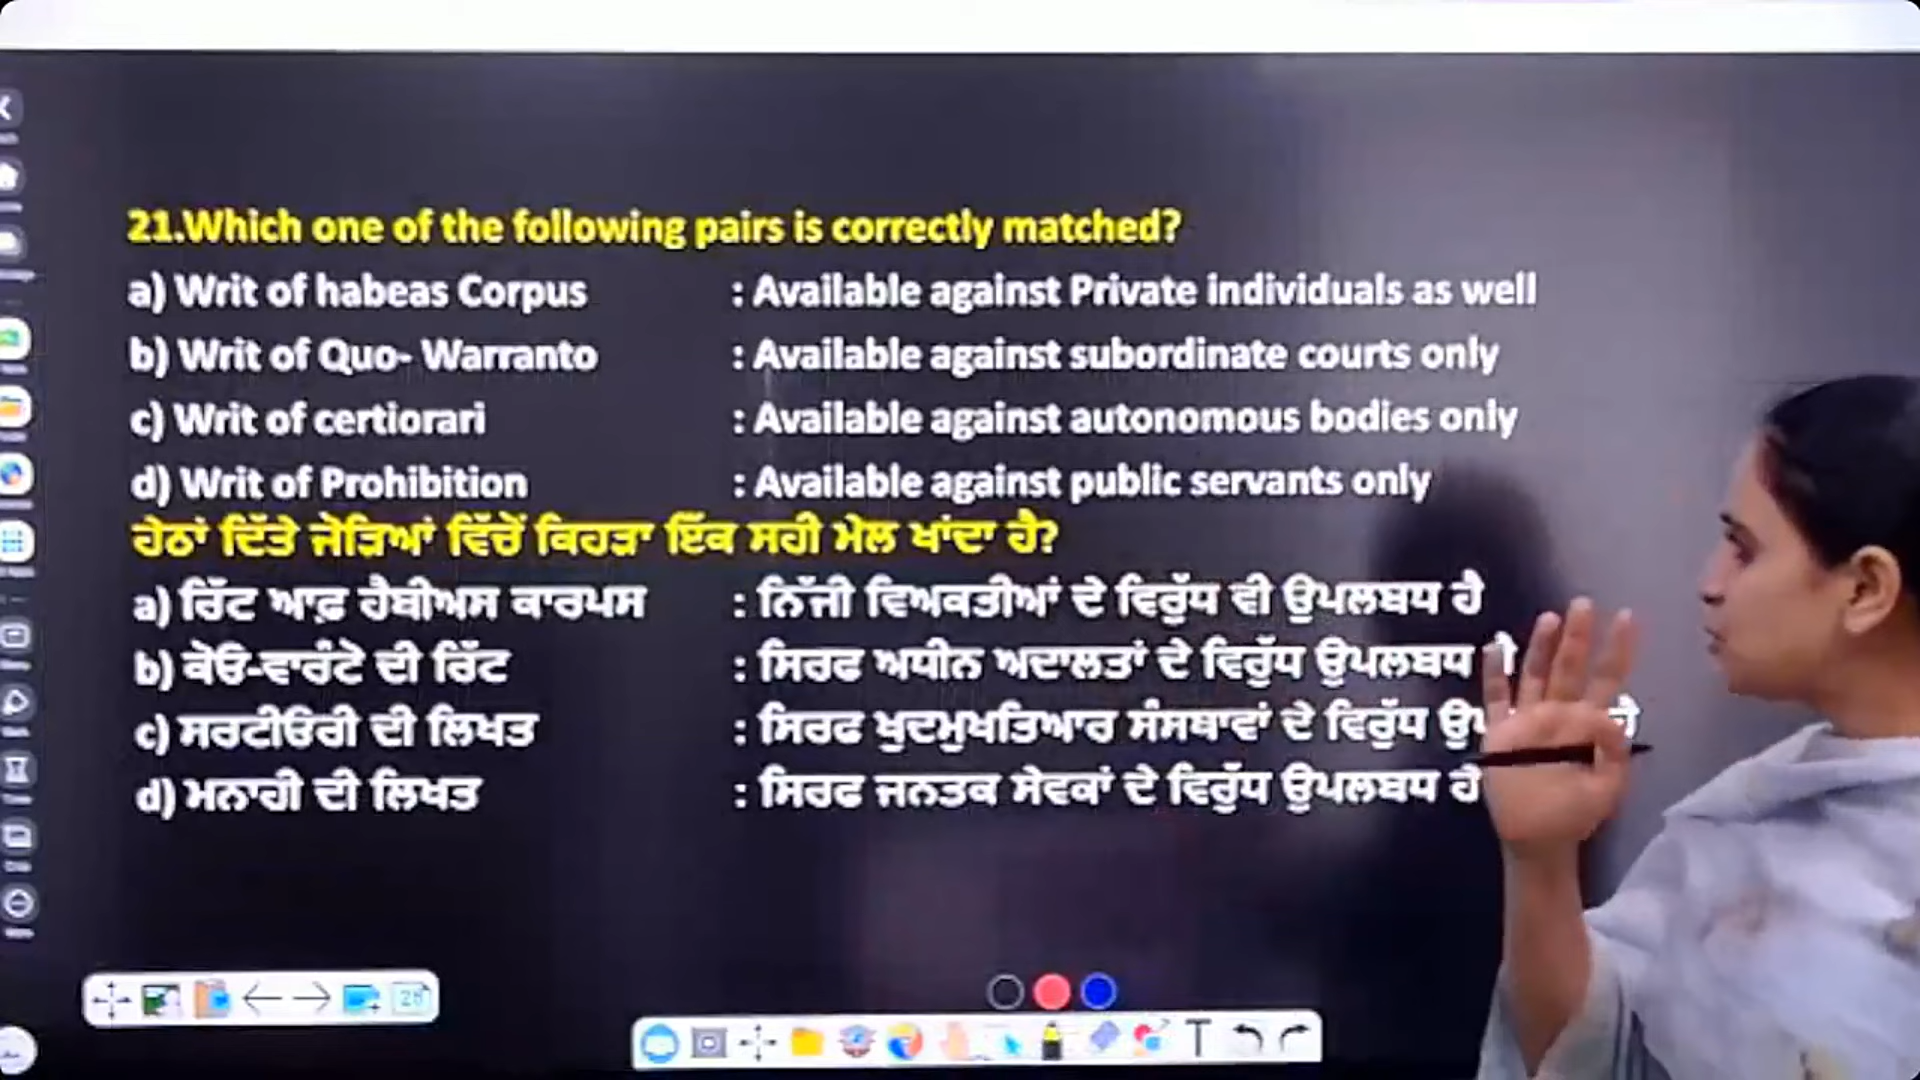 21.Which one of the following pairs is correctly matched?
a) Writ of habeas Corpus : Available against Private individuals as well
b) Writ of Quo- Warranto : Available against subordinate courts only
c) Writ of certiorari : Available against autonomous bodies only
d) Writ of Prohibition : Available against public servants only
ਹੇਠਾਂ ਦਿੱਤੇ ਜੋੜਿਆਂ ਵਿੱਚੋਂ ਕਿਹੜਾ ਇੱਕ ਸਹੀ ਮੇਲ ਖਾਂਦਾ ਹੈ?
a) ਰਿੱਟ ਆਫ਼ ਹੈਬੀਅਸ ਕਾਰਪਸ : ਨਿੱਜੀ ਵਿਅਕਤੀਆਂ ਦੇ ਵਿਰੁੱਧ ਵੀ ਉਪਲਬਧ ਹੈ
b) ਕੋਓ-ਵਾਰੰਟੋ ਦੀ ਰਿੱਟ : ਸਿਰਫ ਅਧੀਨ ਅਦਾਲਤਾਂ ਦੇ ਵਿਰੁੱਧ ਉਪਲਬਧ
c) ਸਰਟੀਓਰੀ ਦੀ ਲਿਖਤ : ਸਿਰਫ ਖੁਦਮੁਖਤਿਆਰ ਸੰਸਥਾਵਾਂ ਦੇ ਵਿਰੁੱਧ
d) ਮਨਾਹੀ ਦੀ ਲਿਖਤ : ਸਿਰਫ ਜਨਤਕ ਸੇਵਕਾਂ ਦੇ ਵਿਰੁੱਧ ਉਪਲਬਧ ਹੈ